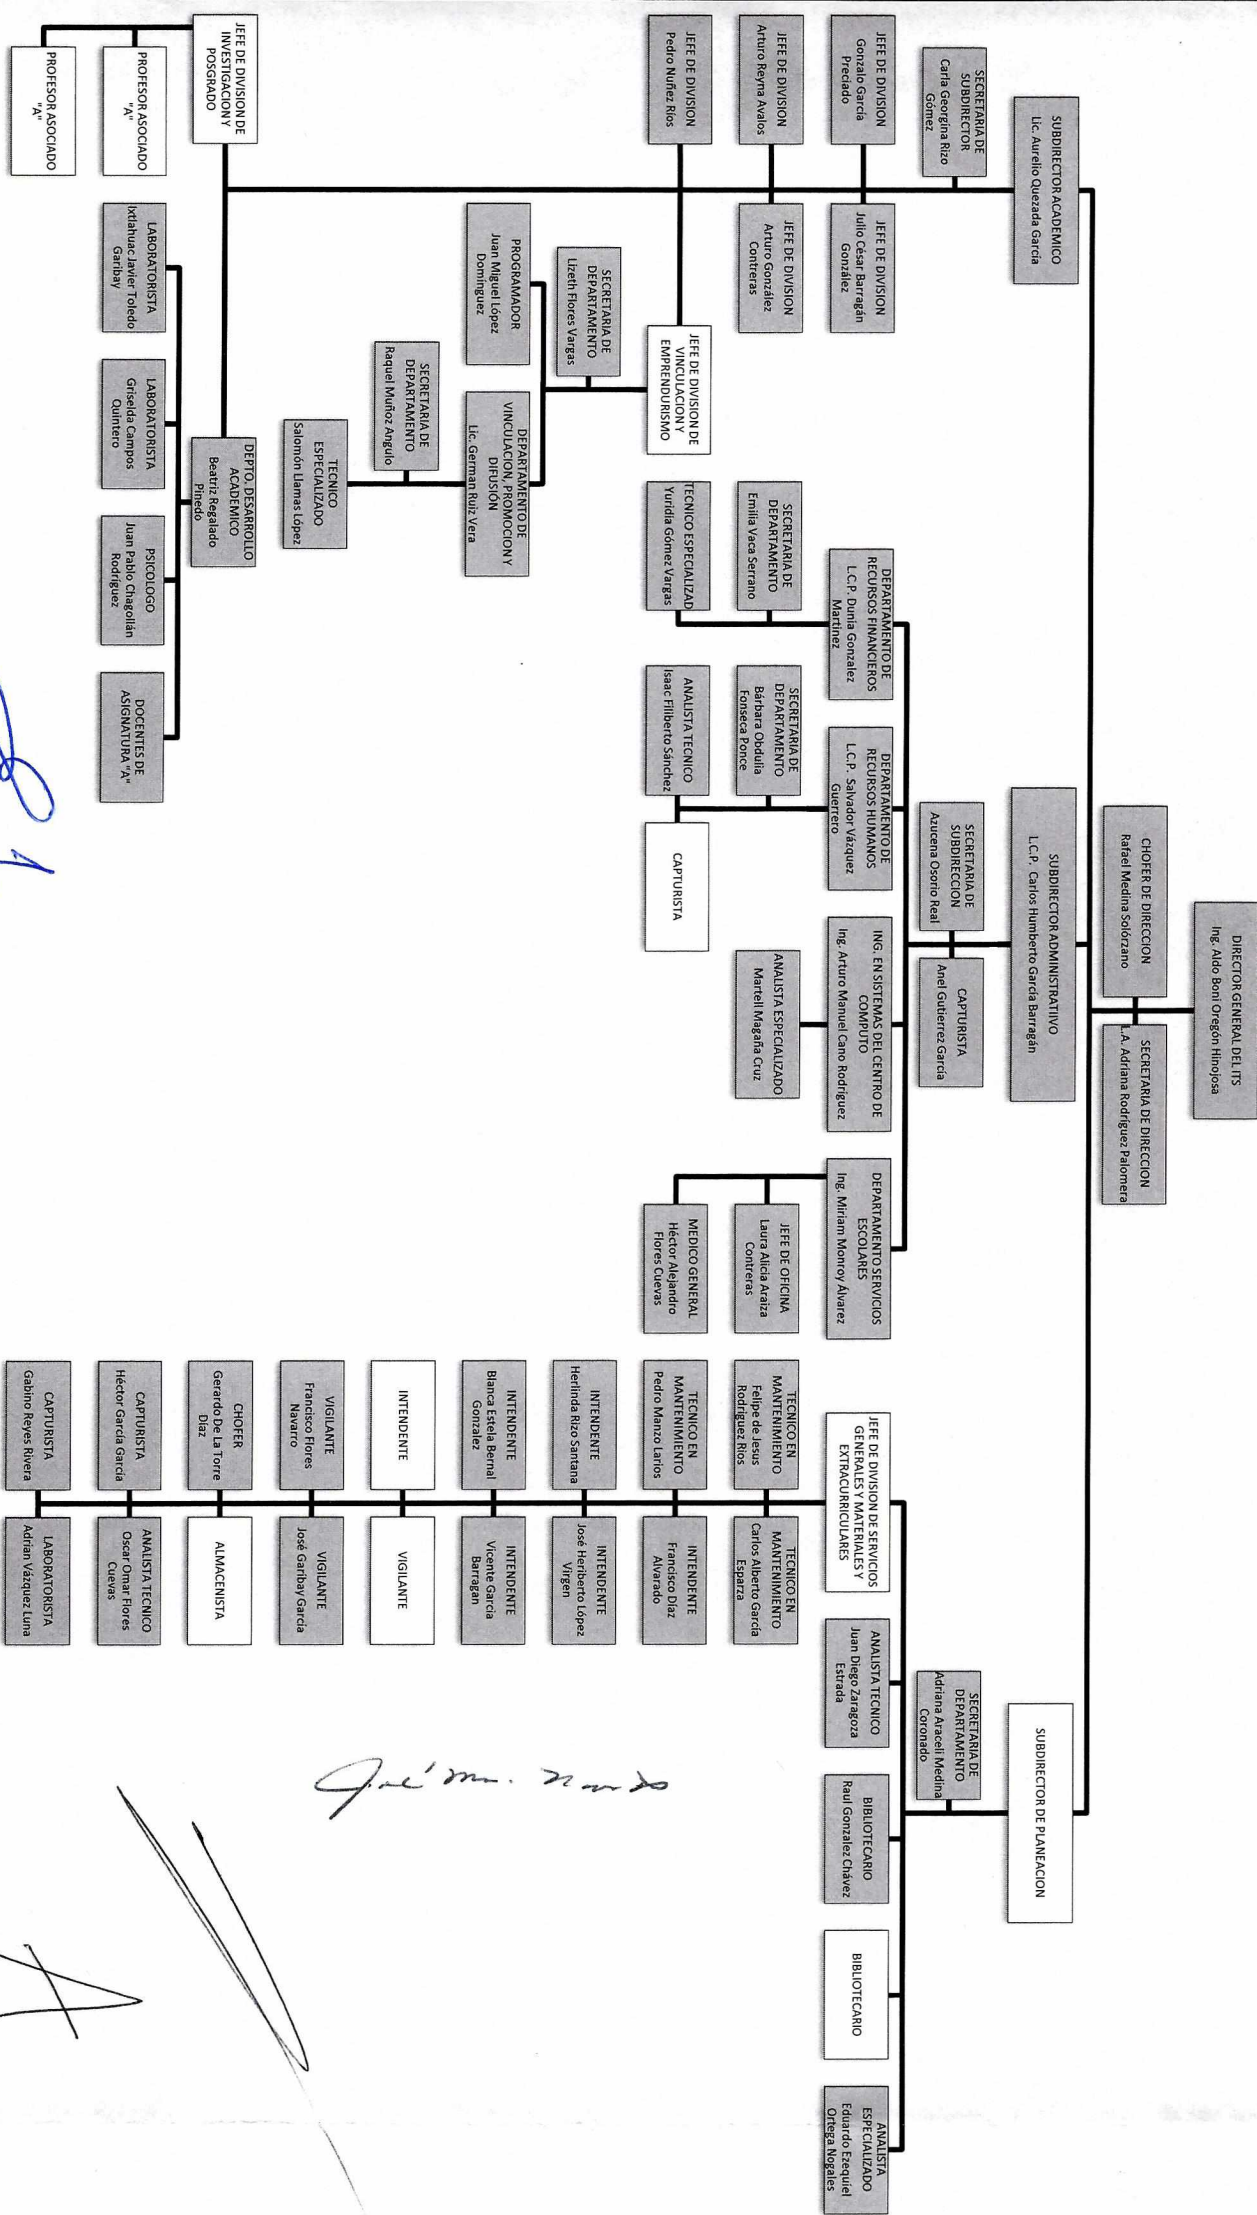 DIRECTOR GENERAL DEL ITS
Ing. Aldo Boni Oregón Hinojosa
CHOFER DE DIRECCION
Rafael Medina Solórzano
SECRETARIA DE DIRECCION
L.A. Adriana Rodríguez Palomera
SUBDIRECTOR ACADEMICO
Lic. Aurelio Quezada Garcia
SECRETARIA DE
SUBDIRECTOR
Carla Georgina Rizo
Gómez
JEFE DE DIVISION
Gonzalo García
Preciado
JEFE DE DIVISION
Julio César Barragán
González
JEFE DE DIVISION
Arturo Reyna Avalos
JEFE DE DIVISION
Arturo González
Contreras
JEFE DE DIVISION
Pedro Nuñez Ríos
JEFE DE DIVISION DE
VINCULACION Y
EMPRENDURISMO
SECRETARIA DE
DEPARTAMENTO
Lizeth Flores Vargas
PROGRAMADOR
Juan Miguel López
Domínguez
DEPARTAMENTO DE
VINCULACION, PROMOCION Y
DIFUSIÓN
Lic. German Ruiz Vera
SECRETARIA DE
DEPARTAMENTO
Raquel Muñoz Angulo
TECNICO
ESPECIALIZADO
Salomón Llamas López
JEFE DE DIVISION DE
INVESTIGACION Y
POSGRADO
PROFESOR ASOCIADO
"A"
PROFESOR ASOCIADO
"A"
DEPTO. DESARROLLO
ACADEMICO
Beatriz Regalado
Pinedo
LABORATORISTA
Ixtlahuac Javier Toledo
Garibay
LABORATORISTA
Griselda Campos
Quintero
PSICOLOGO
Juan Pablo Chagollán
Rodríguez
DOCENTES DE
ASIGNATURA "A"
SUBDIRECTOR ADMINISTRATIIVO
L.C.P. Carlos Humberto García Barragán
SECRETARIA DE
SUBDIRECCION
Azucena Osorio Real
CAPTURISTA
Anel Gutierrez García
DEPARTAMENTO DE
RECURSOS FINANCIEROS
L.C.P. Dunia Gonzalez
Martinez
SECRETARIA DE
DEPARTAMENTO
Emilia Vaca Serrano
TECNICO ESPECIALIZAD
Yuridia Gómez Vargas
DEPARTAMENTO DE
RECURSOS HUMANOS
L.C.P. Salvador Vázquez
Guerrero
SECRETARIA DE
DEPARTAMENTO
Bárbara Obdulia
Fonseca Ponce
ANALISTA TECNICO
Isaac Filiberto Sánchez
CAPTURISTA
ING. EN SISTEMAS DEL CENTRO DE
COMPUTO
Ing. Arturo Manuel Cano Rodríguez
ANALISTA ESPECIALIZADO
Martell Magaña Cruz
DEPARTAMENTO SERVICIOS
ESCOLARES
Ing. Miriam Monroy Álvarez
JEFE DE OFICINA
Laura Alicia Araiza
Contreras
MEDICO GENERAL
Héctor Alejandro
Flores Cuevas
SUBDIRECTOR DE PLANEACION
SECRETARIA DE
DEPARTAMENTO
Adriana Araceli Medina
Coronado
JEFE DE DIVISION DE SERVICIOS
GENERALES Y MATERIALES Y
EXTRACURRICULARES
ANALISTA TECNICO
Juan Diego Zaragoza
Estrada
BIBLIOTECARIO
Raul Gonzalez Chávez
BIBLIOTECARIO
ANALISTA
ESPECIALIZADO
Eduardo Ezequiel
Ortega Nogales
TECNICO EN
MANTENIMIENTO
Felipe de Jesus
Rodriguez Rios
TECNICO EN
MANTENIMIENTO
Carlos Alberto García
Esparza
TECNICO EN
MANTENIMIENTO
Pedro Manzo Larios
INTENDENTE
Francisco Díaz
Alvarado
INTENDENTE
Herlinda Rizo Santana
INTENDENTE
José Heriberto López
Virgen
INTENDENTE
Blanca Estela Bernal
Gonzalez
INTENDENTE
Vicente Garcia
Barragan
INTENDENTE
VIGILANTE
VIGILANTE
Francisco Flores
Navarro
VIGILANTE
José Garibay García
CHOFER
Gerardo De La Torre
Díaz
ALMACENISTA
CAPTURISTA
Héctor García García
ANALISTA TECNICO
Oscar Omar Flores
Cuevas
CAPTURISTA
Gabino Reyes Rivera
LABORATORISTA
Adrian Vázquez Luna